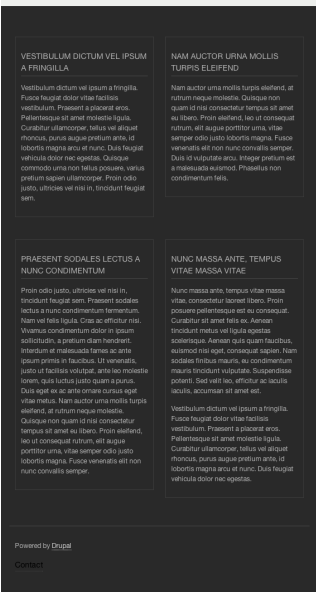 VESTIBULUM DICTUM VEL IPSUM
A FRINGILLA
Vestibulum dictum vel ipsum a fringilla.
Fusce feugiat dolor vitae facilisis
vestibulum. Praesent a placerat eros.
Pellentesque sit amet molestie ligula.
Curabitur ullamcorper, tellus vel aliquet
rhoncus, purus augue pretium ante, id
lobortis magna arcu et nunc. Duis feugiat
vehicula dolor nec egestas. Quisque
commodo urna non tellus posuere, varius
pretium sapien ullamcorper. Proin odio
justo, ultricies vel nisi in, tincidunt feugiat
sem.
NAM AUCTOR URNA MOLLIS
TURPIS ELEIFEND
Nam auctor urna mollis turpis eleifend, at
rutrum neque molestie. Quisque non
quam id nisi consectetur tempus sit amet
eu libero. Proin eleifend, leo ut consequat
rutrum, elit augue porttitor urna, vitae
semper odio justo lobortis magna. Fusce
venenatis elit non nunc convallis semper.
Duis id vulputate arcu. Integer pretium est
a malesuada euismod. Phasellus non
condimentum felis.
PRAESENT SODALES LECTUS A
NUNC CONDIMENTUM
Proin odio justo, ultricies vel nisi in,
tincidunt feugiat sem. Praesent sodales
lectus a nunc condimentum fermentum.
Nam vel felis ligula. Cras ac efficitur nisi.
Vivamus condimentum dolor in ipsum
sollicitudin, a pretium diam hendrerit.
Interdum et malesuada fames ac ante
ipsum primis in faucibus. Ut venenatis,
justo ut facilisis volutpat, ante leo molestie
lorem, quis luctus justo quam a purus.
Duis eget ex ac ante ornare cursus eget
vitae metus. Nam auctor urna mollis turpis
eleifend, at rutrum neque molestie.
Quisque non quam id nisi consectetur
tempus sit amet eu libero. Proin eleifend,
leo ut consequat rutrum, elit augue
porttitor urna, vitae semper odio justo
lobortis magna. Fusce venenatis elit non
nunc convallis semper.
NUNC MASSA ANTE, TEMPUS
VITAE MASSA VITAE
Nunc massa ante, tempus vitae massa
vitae, consectetur laoreet libero. Proin
posuere pellentesque est eu consequat.
Curabitur sit amet felis ex. Aenean
tincidunt metus vel ligula egestas
scelerisque. Aenean quis quam faucibus,
euismod nisi eget, consequat sapien. Nam
sodales finibus mauris, eu condimentum
mauris tincidunt vulputate. Suspendisse
potenti. Sed velit leo, efficitur ac iaculis
iaculis, accumsan sit amet est.
Vestibulum dictum vel ipsum a fringilla.
Fusce feugiat dolor vitae facilisis
vestibulum. Praesent a placerat eros.
Pellentesque sit amet molestie ligula.
Curabitur ullamcorper, tellus vel aliquet
rhoncus, purus augue pretium ante, id
lobortis magna arcu et nunc. Duis feugiat
vehicula dolor nec egestas.
Powered by Drupal
Contact